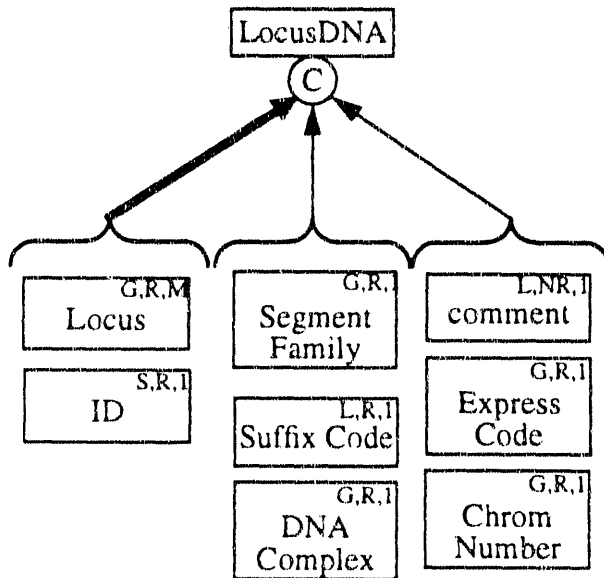 LocusDNA
C
G,R,M
Locus
S,R,1
ID
G,R,1
Segment
Family
L,R,1
Suffix Code
G,R,1
DNA
Complex
L,NR,1
comment
G,R,1
Express
Code
G,R,1
Chrom
Number